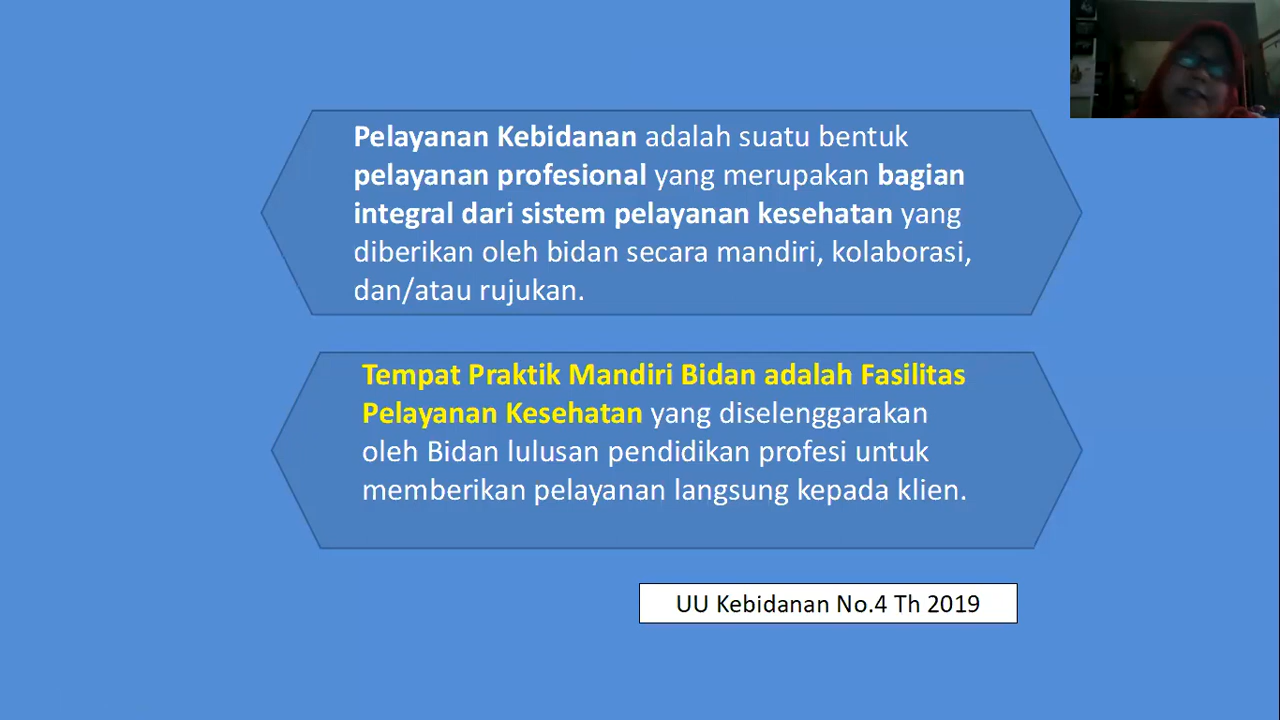 Pelayanan Kebidanan adalah suatu bentuk
pelayanan profesional yang merupakan bagian
integral dari sistem pelayanan kesehatan yang
diberikan oleh bidan secara mandiri, kolaborasi,
dan/atau rujukan.
Tempat Praktik Mandiri Bidan adalah Fasilitas
Pelayanan Kesehatan yang diselenggarakan
oleh Bidan lulusan pendidikan profesi untuk
memberikan pelayanan langsung kepada klien.
UU Kebidanan No.4 Th 2019